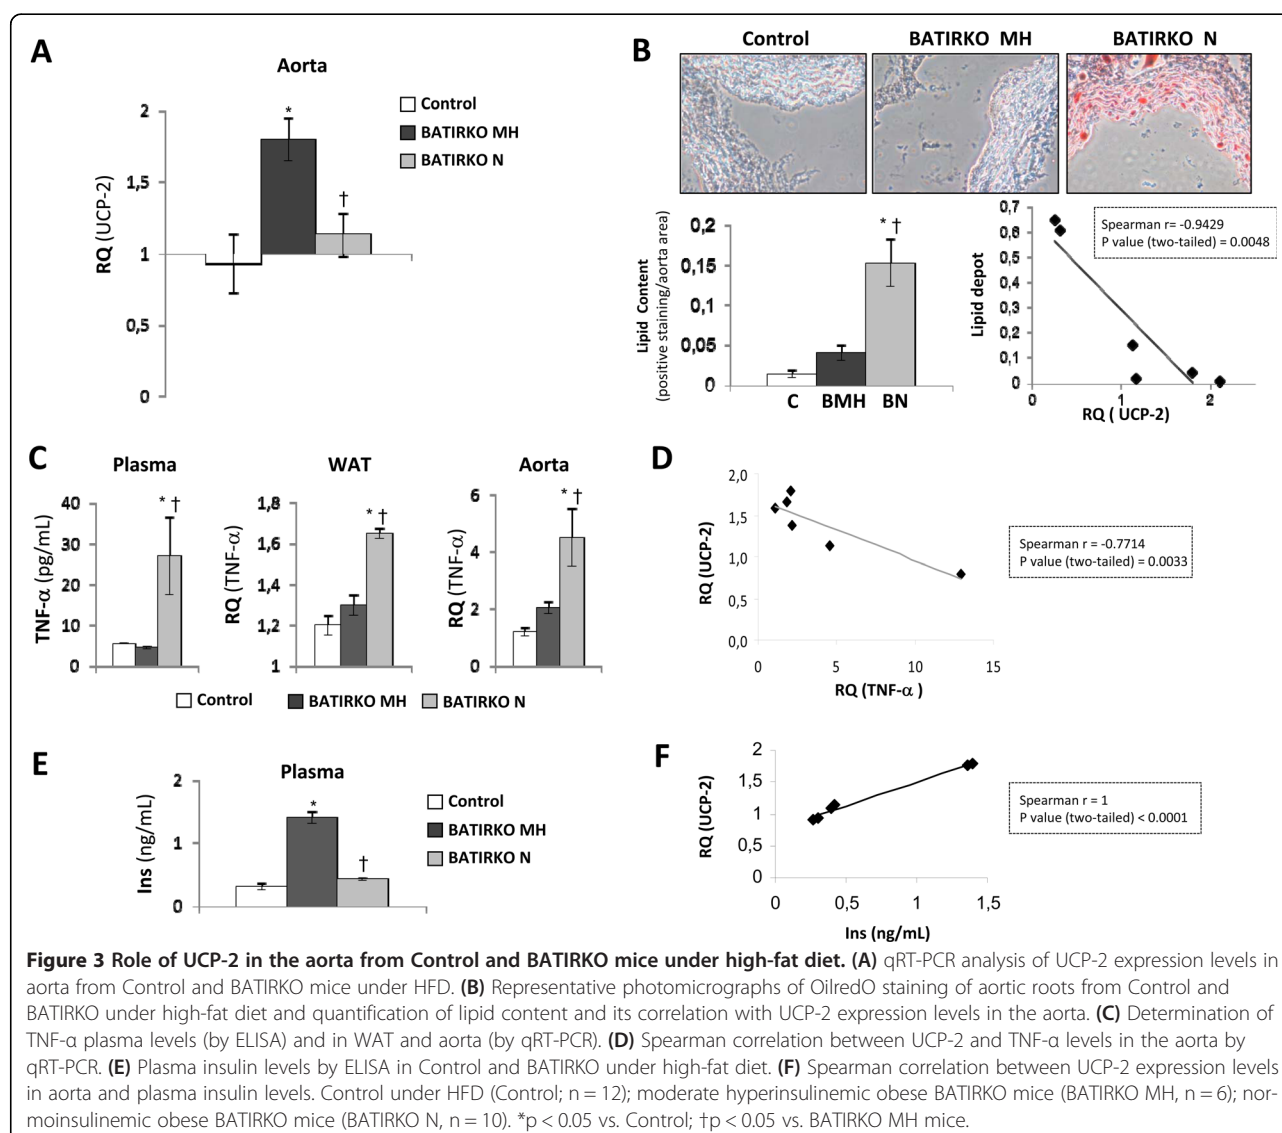 A
Aorta
Control
BATIRKO MH
BATIRKO N
RQ (UCP-2)
2
1,5
1
0,5
0
*
†
B
Control
BATIRKO MH
BATIRKO N
Lipid Content
(positive staining/aorta area)
0,2
0,15
0,1
0,05
0
* †
C
BMH
BN
Lipid depot
0,7
0,6
0,5
0,4
0,3
0,2
0,1
0
0
1
2
RQ ( UCP-2)
Spearman r= -0.9429
P value (two-tailed) = 0.0048
C
Plasma
TNF-α (pg/mL)
40
30
20
10
0
* †
WAT
RQ (TNF-α)
1,8
1,6
1,4
1,2
1
* †
Aorta
RQ (TNF-α)
6
4
2
0
* †
Control
BATIRKO MH
BATIRKO N
D
RQ (UCP-2)
2,0
1,5
1,0
0,5
0,0
0
5
10
15
RQ (TNF-α )
Spearman r = -0.7714
P value (two-tailed) = 0.0033
E
Plasma
Ins (ng/mL)
2
1
0
*
†
Control
BATIRKO MH
BATIRKO N
F
RQ (UCP-2)
2
1,5
1
0,5
0
0
0,5
1
1,5
Ins (ng/mL)
Spearman r = 1
P value (two-tailed) < 0.0001
Figure 3 Role of UCP-2 in the aorta from Control and BATIRKO mice under high-fat diet. (A) qRT-PCR analysis of UCP-2 expression levels in
aorta from Control and BATIRKO mice under HFD. (B) Representative photomicrographs of OilredO staining of aortic roots from Control and
BATIRKO under high-fat diet and quantification of lipid content and its correlation with UCP-2 expression levels in the aorta. (C) Determination of
TNF-α plasma levels (by ELISA) and in WAT and aorta (by qRT-PCR). (D) Spearman correlation between UCP-2 and TNF-α levels in the aorta by
qRT-PCR. (E) Plasma insulin levels by ELISA in Control and BATIRKO under high-fat diet. (F) Spearman correlation between UCP-2 expression levels
in aorta and plasma insulin levels. Control under HFD (Control; n = 12); moderate hyperinsulinemic obese BATIRKO mice (BATIRKO MH, n = 6); nor-
moinsulinemic obese BATIRKO mice (BATIRKO N, n = 10). *p < 0.05 vs. Control; †p < 0.05 vs. BATIRKO MH mice.